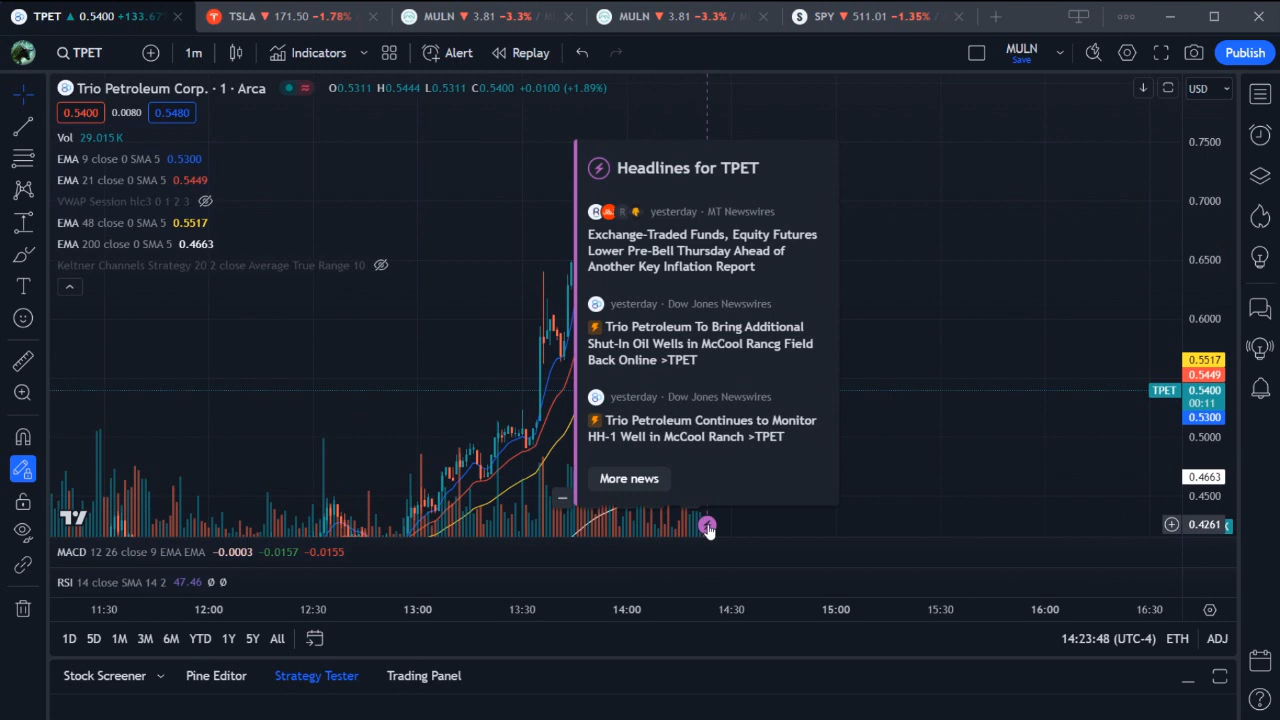 TPET ▲ 0.5400 +133.67
TSLA ▼ 171.50 −1.78% /
MULN ▼ 3.81 −3.3% /
MULN ▼ 3.81 −3.3% /
SPY ▼ 511.01 −1.35% /
TPET
1m
Indicators
Alert
Replay
MULN
Save
Publish
Trio Petroleum Corp. · 1 · Arca
O0.5311 H0.5444 L0.5311 C0.5400 +0.0100 (+1.89%)
USD
0.5400 0.0080 0.5480
Vol 29.015K
EMA 9 close 0 SMA 5 0.5300
EMA 21 close 0 SMA 5 0.5449
VWAP Session hlc3 0 1 2 3
EMA 48 close 0 SMA 5 0.5517
EMA 200 close 0 SMA 5 0.4663
Keltner Channels Strategy 20 2 close Average True Range 10
Headlines for TPET
yesterday · MT Newswires
Exchange-Traded Funds, Equity Futures
Lower Pre-Bell Thursday Ahead of
Another Key Inflation Report
yesterday · Dow Jones Newswires
Trio Petroleum To Bring Additional
Shut-In Oil Wells in McCool Rancg Field
Back Online >TPET
yesterday · Dow Jones Newswires
Trio Petroleum Continues to Monitor
HH-1 Well in McCool Ranch >TPET
More news
0.7500
0.7000
0.6500
0.6000
0.5517
0.5449
TPET 0.5400
00:11
0.5300
0.5000
0.4663
0.4500
0.4261
MACD 12 26 close 9 EMA EMA −0.0003 −0.0157 −0.0155
RSI 14 close SMA 14 2 47.46 Ø Ø
11:30 12:00 12:30 13:00 13:30 14:00 14:30 15:00 15:30 16:00 16:30
1D 5D 1M 3M 6M YTD 1Y 5Y All
14:23:48 (UTC-4) ETH ADJ
Stock Screener Pine Editor Strategy Tester Trading Panel